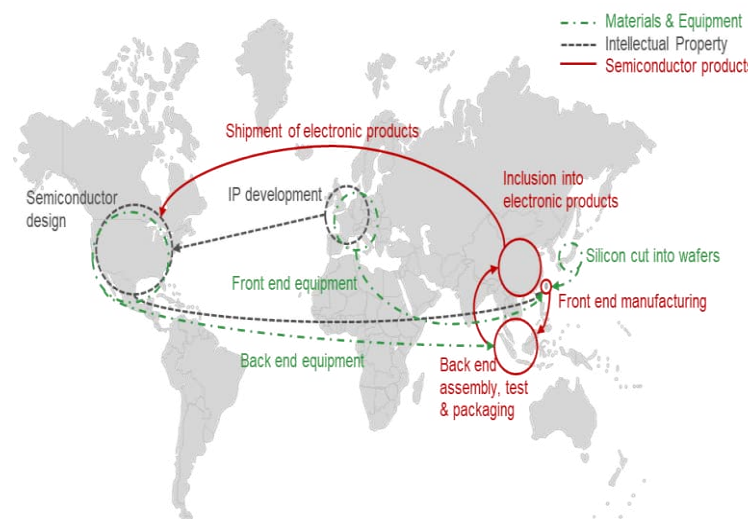 Materials & Equipment
Intellectual Property
Semiconductor products
Shipment of electronic products
Inclusion into
electronic products
Semiconductor
design
IP development
Silicon cut into wafers
Front end equipment
Front end manufacturing
Back end equipment
Back end
assembly, test
& packaging